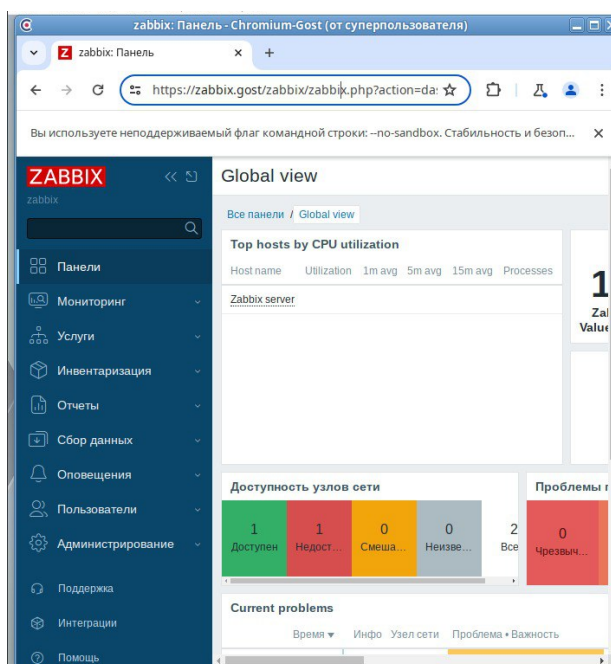 zabbix: Панель - Chromium-Gost (от суперпользователя)
zabbix: Панель
https://zabbix.gost/zabbix/zabbix.php?action=da
Вы используете неподдерживаемый флаг командной строки: --no-sandbox. Стабильность и безоп...
ZABBIX
zabbix
Панели
Мониторинг
Услуги
Инвентаризация
Отчеты
Сбор данных
Оповещения
Пользователи
Администрирование
Поддержка
Интеграции
Помощь
Global view
Все панели / Global view
Top hosts by CPU utilization
Host name Utilization 1m avg 5m avg 15m avg Processes
Zabbix server
1
Zal
Value
Доступность узлов сети
1 1 0 0 2
Доступен Недост... Смеша... Неизве... Все
Проблемы
0
Чрезвыч...
Current problems
Время Инфо Узел сети Проблема • Важность